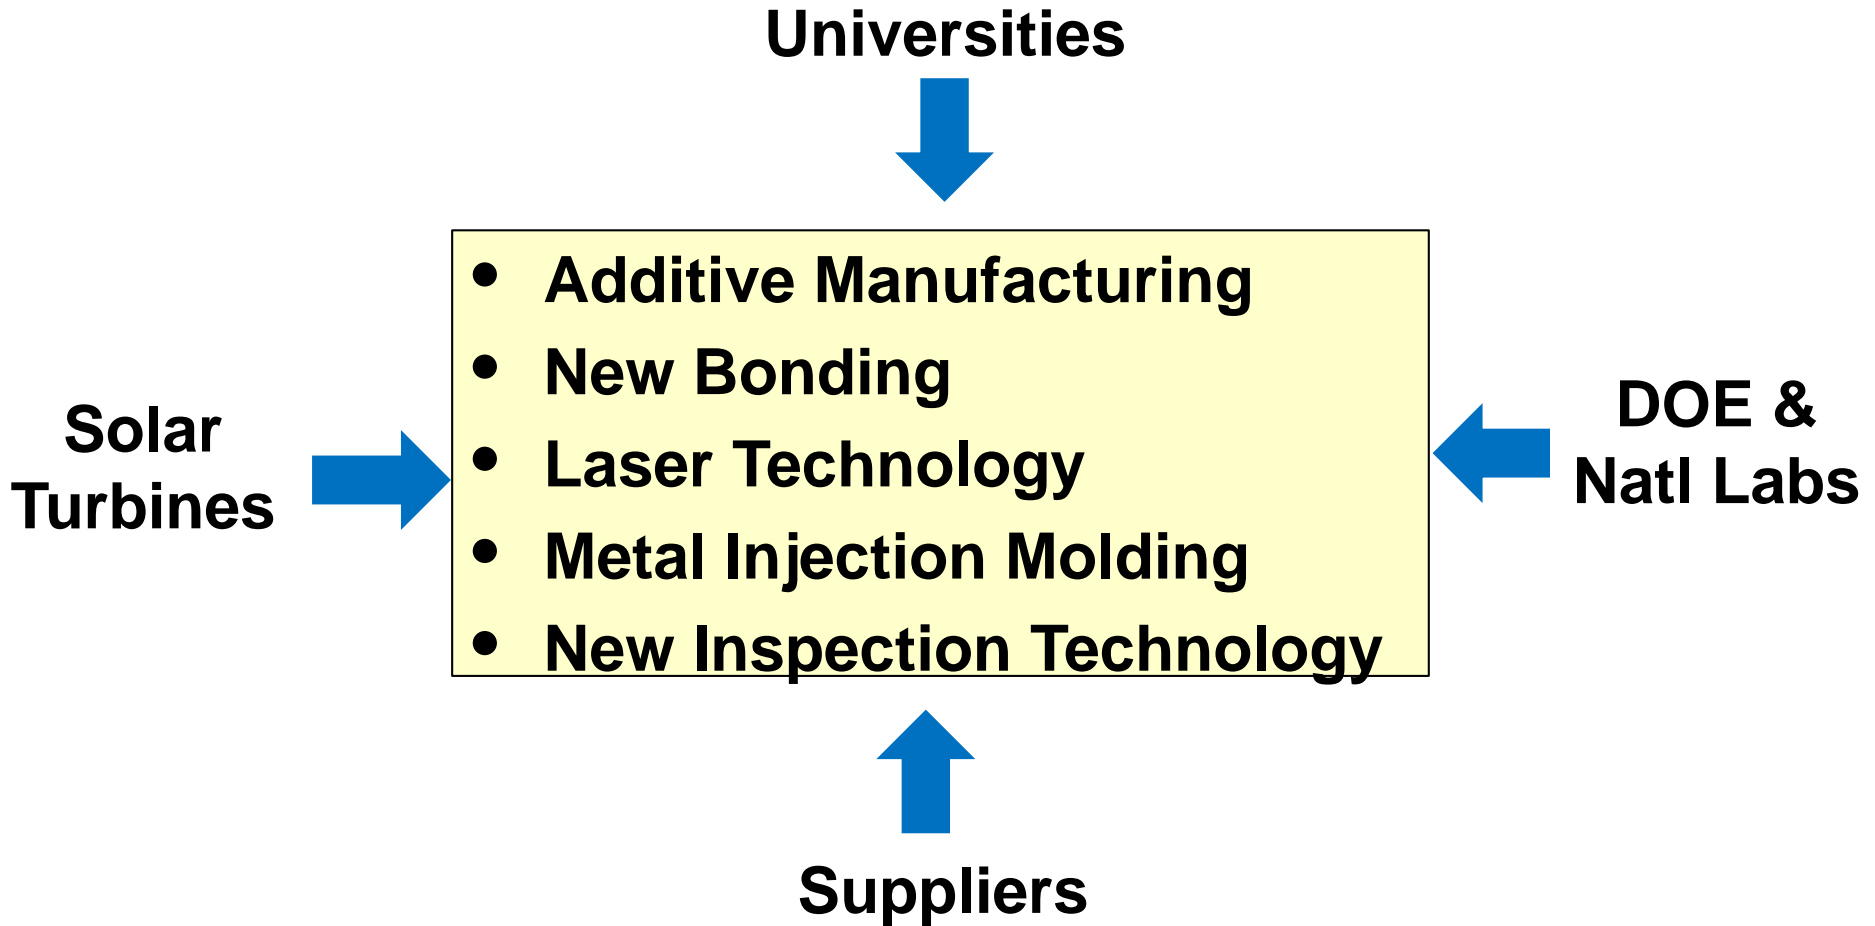 Universities
• Additive Manufacturing
• New Bonding
• Laser Technology
• Metal Injection Molding
• New Inspection Technology
Solar
Turbines
DOE &
Natl Labs
Suppliers